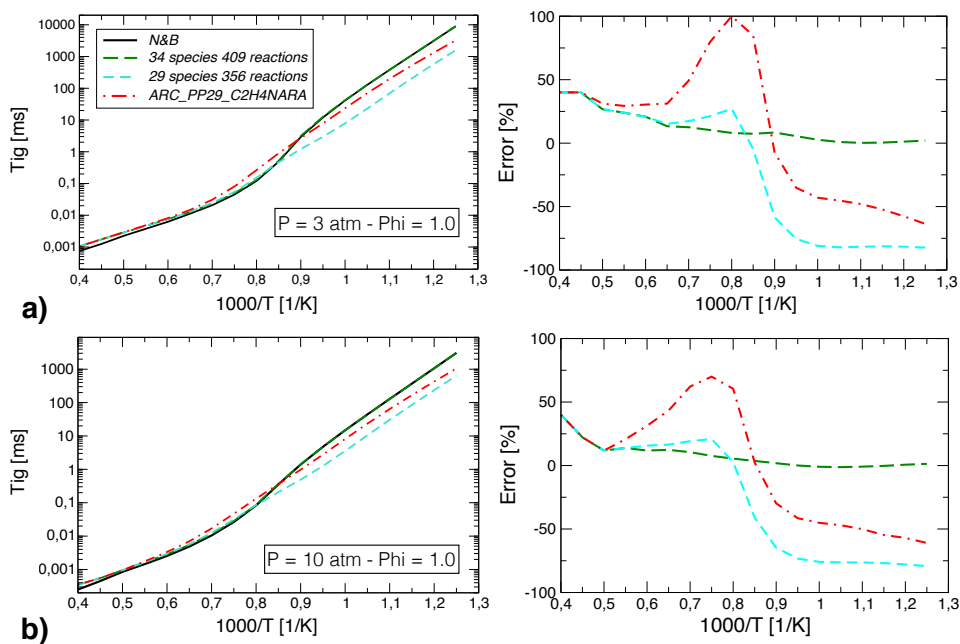 10000
1000
100
10
1
0,1
0,01
0,001
Tig [ms]
N&B
34 species 409 reactions
29 species 356 reactions
ARC_PP29_C2H4NARA
P = 3 atm - Phi = 1.0
0,4 0,5 0,6 0,7 0,8 0,9 1 1,1 1,2 1,3
1000/T [1/K]
a)
100
50
0
-50
-100
Error [%]
0,4 0,5 0,6 0,7 0,8 0,9 1 1,1 1,2 1,3
1000/T [1/K]
1000
100
10
1
0,1
0,01
0,001
Tig [ms]
P = 10 atm - Phi = 1.0
0,4 0,5 0,6 0,7 0,8 0,9 1 1,1 1,2 1,3
1000/T [1/K]
b)
100
50
0
-50
-100
Error [%]
0,4 0,5 0,6 0,7 0,8 0,9 1 1,1 1,2 1,3
1000/T [1/K]